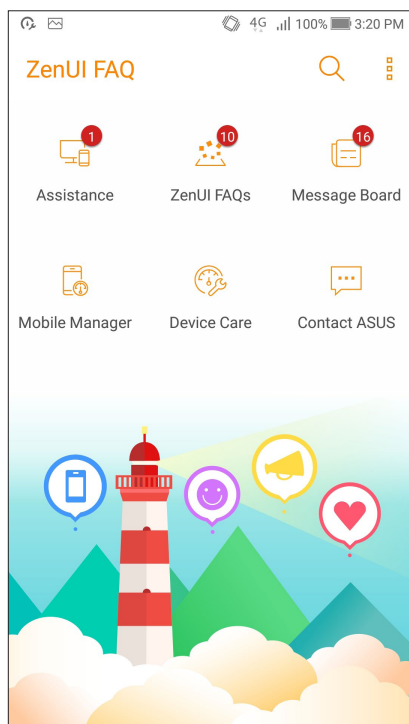 4G 100% 3:20 PM
ZenUI FAQ
1 10 16
Assistance ZenUI FAQs Message Board
Mobile Manager Device Care Contact ASUS